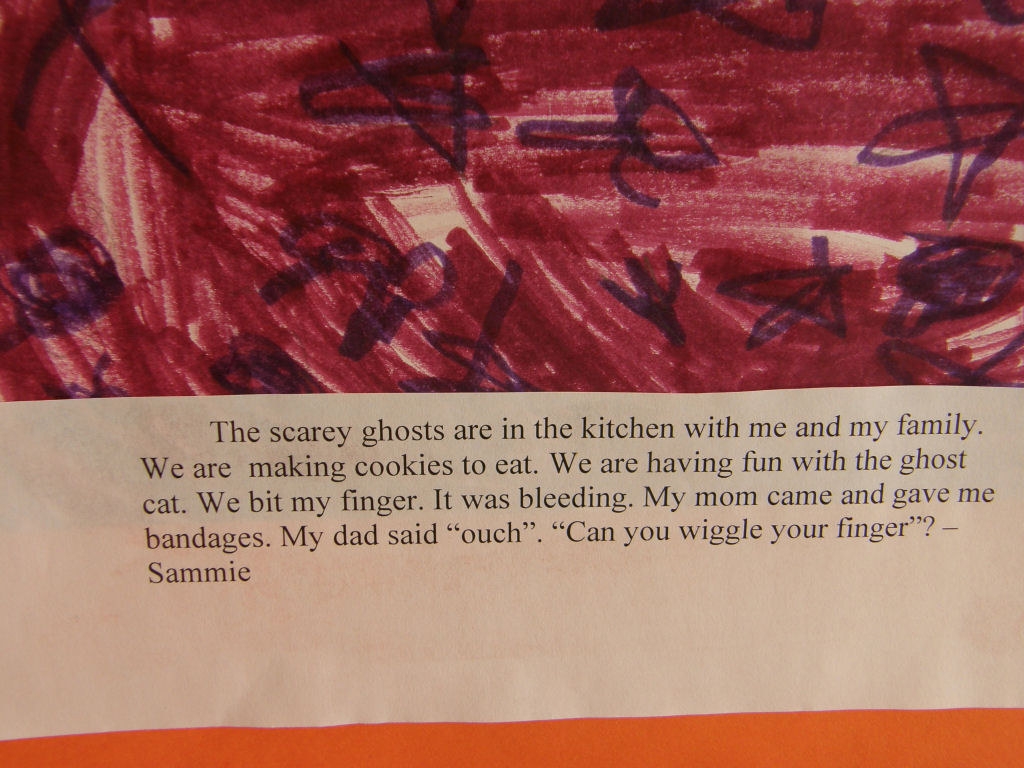 The scarey ghosts are in the kitchen with me and my family.
We are  making cookies to eat. We are having fun with the ghost
cat. We bit my finger. It was bleeding. My mom came and gave me
bandages. My dad said “ouch”. “Can you wiggle your finger”? –
Sammie